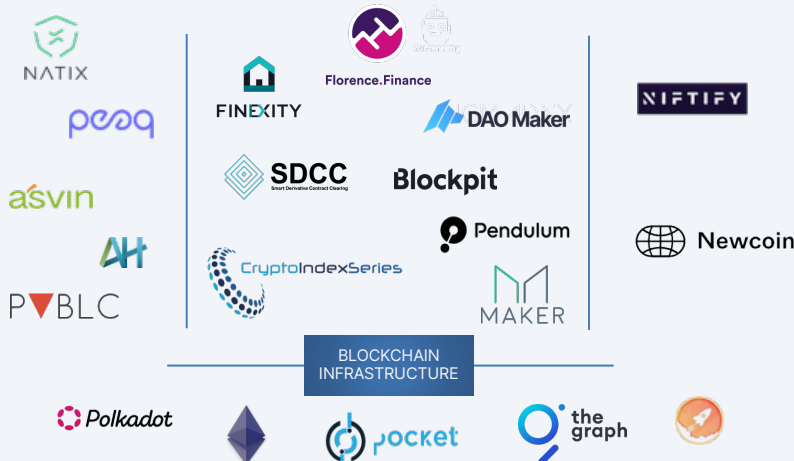 NATIX
peaq
asvin
AH
PVBLC
Florence.Finance
FINEXITY
DAO Maker
SDCC
Smart Derivative Contract Clearing
Blockpit
Pendulum
CryptoIndexSeries
MAKER
NIFTIFY
Newcoin
BLOCKCHAIN
INFRASTRUCTURE
Polkadot
pocket
the
graph